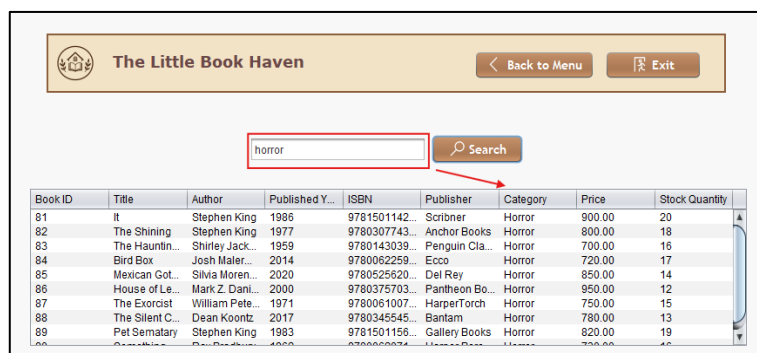 The Little Book Haven
Back to Menu
Exit
horror
Search
Book ID Title Author Published Y... ISBN Publisher Category Price Stock Quantity
81 It Stephen King 1986 9781501142... Scribner Horror 900.00 20
82 The Shining Stephen King 1977 9780307743... Anchor Books Horror 800.00 18
83 The Hauntin... Shirley Jack... 1959 9780143039... Penguin Cla... Horror 700.00 16
84 Bird Box Josh Maler... 2014 9780062259... Ecco Horror 720.00 17
85 Mexican Got... Silvia Moren... 2020 9780525620... Del Rey Horror 850.00 14
86 House of Le... Mark Z. Dani... 2000 9780375703... Pantheon Bo... Horror 950.00 12
87 The Exorcist William Pete... 1971 9780061007... HarperTorch Horror 750.00 15
88 The Silent C... Dean Koontz 2017 9780345545... Bantam Horror 780.00 13
89 Pet Sematary Stephen King 1983 9781501156... Gallery Books Horror 820.00 19